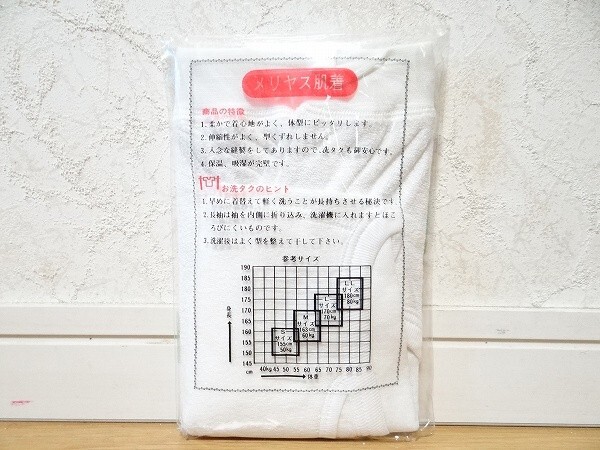 メリヤス肌着
商品の特徴
1.柔かで着心地がよく、体型にピッタリします。
2.伸縮性がよく、型くずれしません。
3.入念な縫製をしてありますので、洗タクも御安心です。
4.保温、吸湿が完璧です。
お洗タクのヒント
1.早めに着替えて軽く洗うことが長持ちさせる秘訣です
2.長袖は袖を内側に折り込み、洗濯機に入れますとほこ
ろびにくいものです。
3.洗濯後はよく型を整えて干して下さい。
参考サイズ
190
185
180
175
170
165
160
155
150
145
cm
身長
LL
サイズ
180cm
80kg
L
サイズ
170cm
70kg
M
サイズ
163cm
60kg
S
サイズ
155cm
50kg
40kg 45 50 55 60 65 70 75 80 85 90
体重